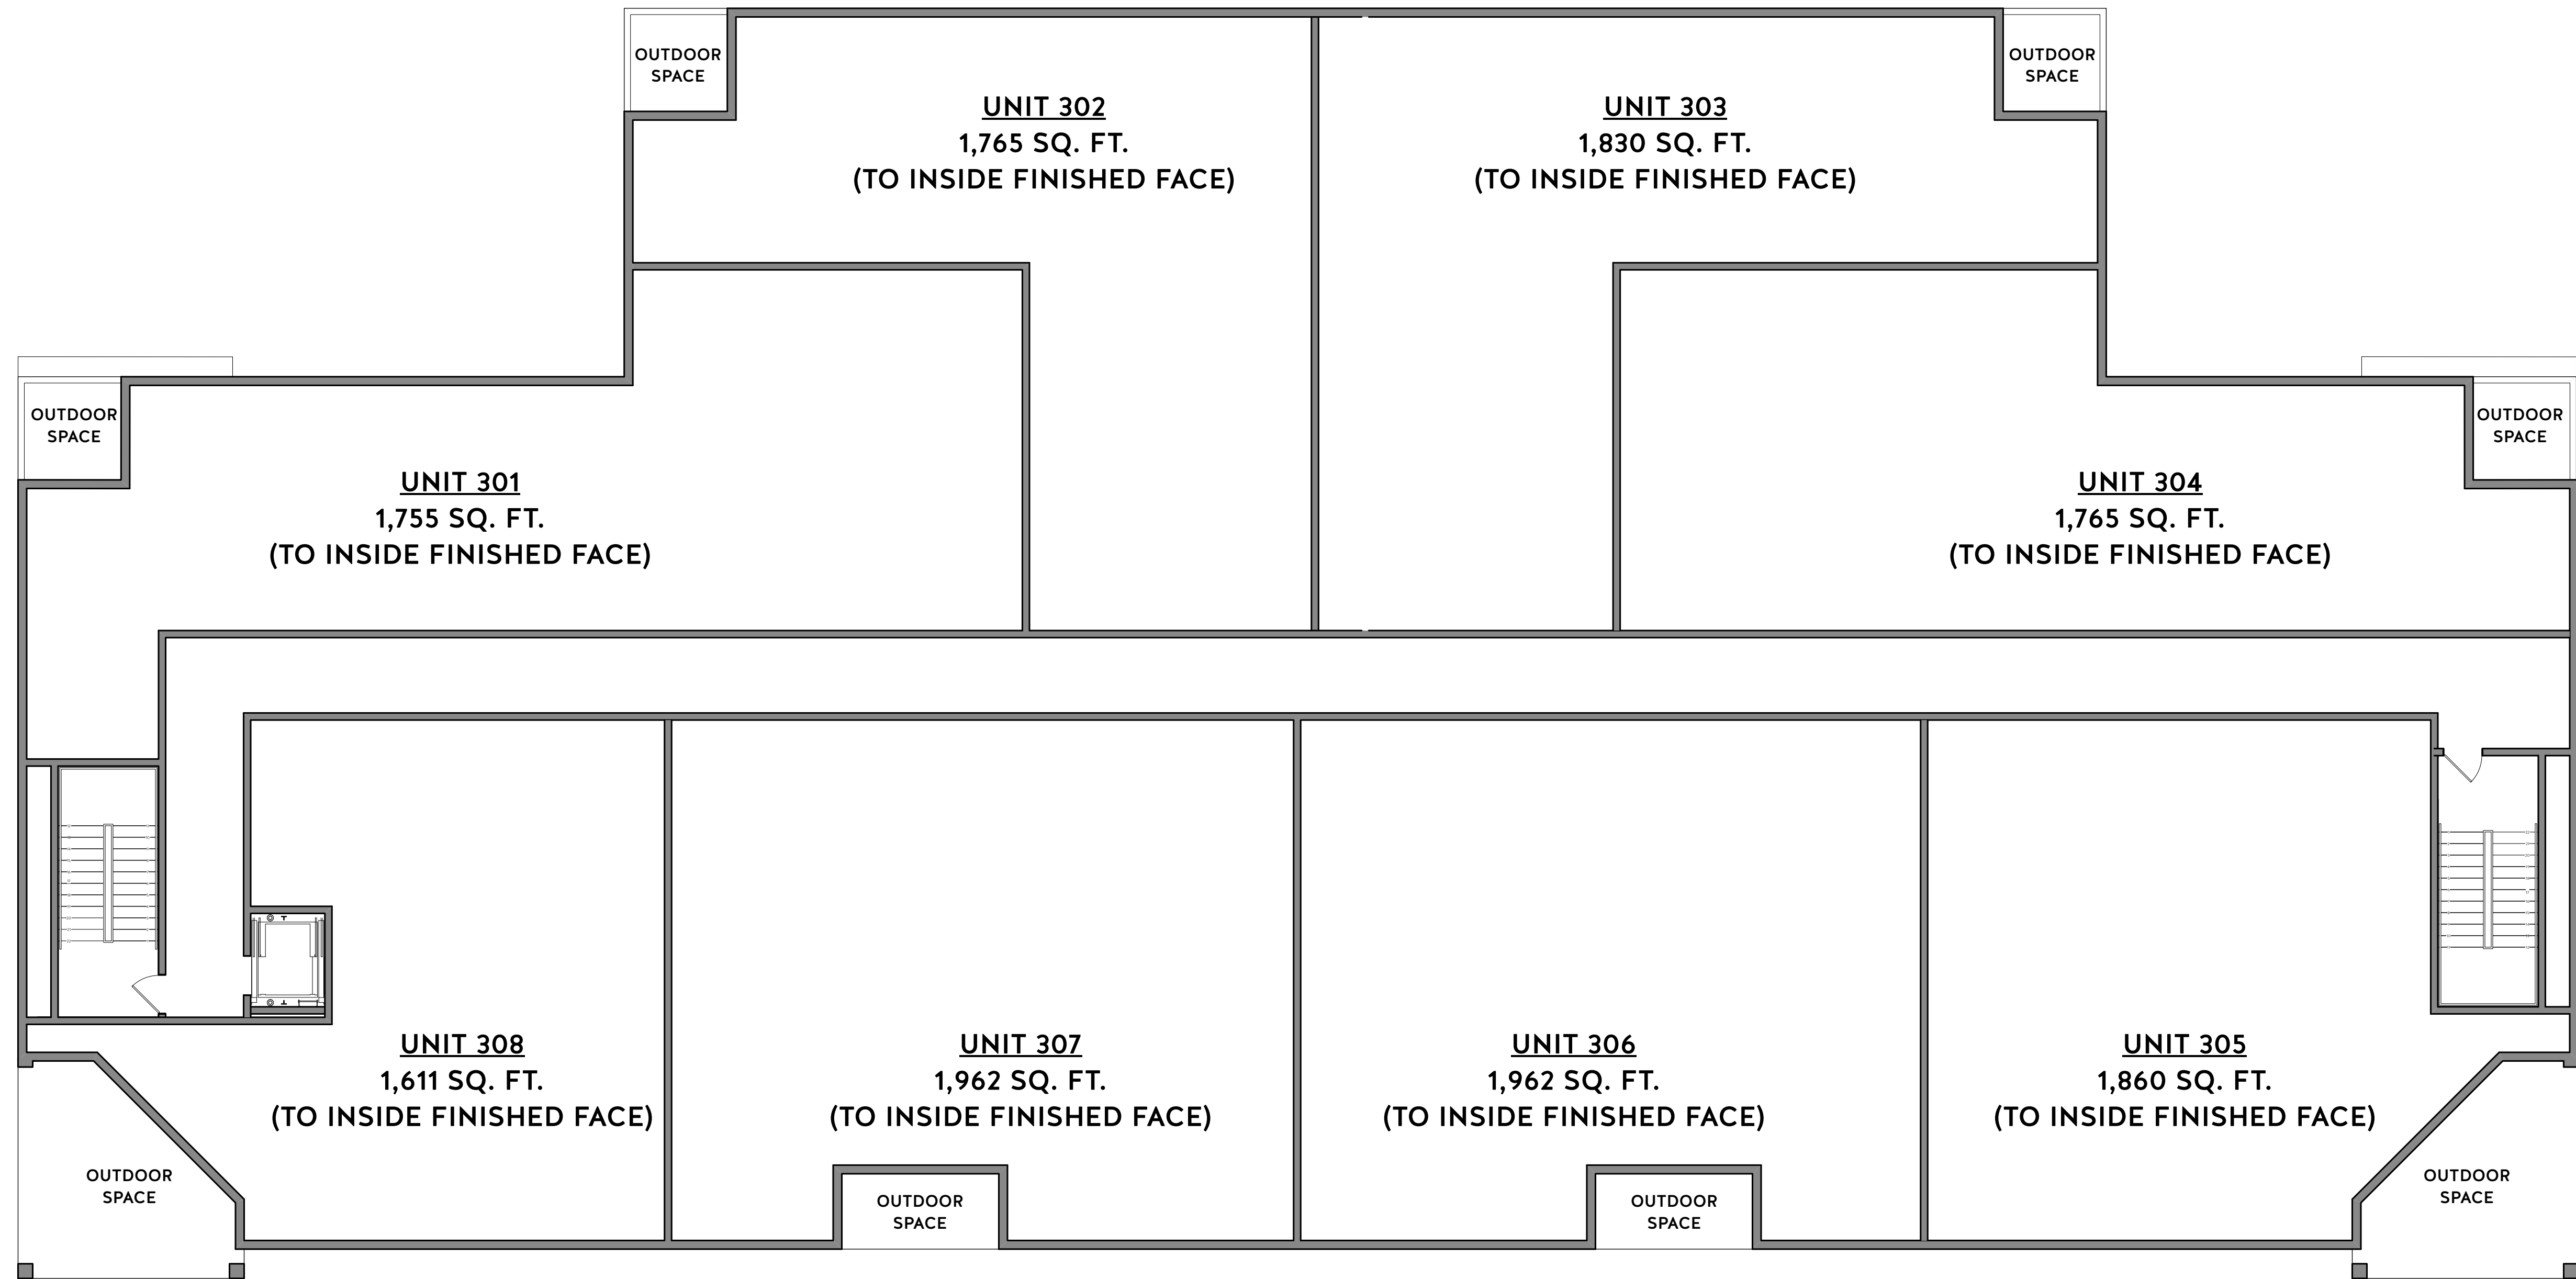 OUTDOOR
SPACE
OUTDOOR
SPACE
UNIT 302
1,765 SQ. FT.
(TO INSIDE FINISHED FACE)
UNIT 303
1,830 SQ. FT.
(TO INSIDE FINISHED FACE)
OUTDOOR
SPACE
OUTDOOR
SPACE
UNIT 301
1,755 SQ. FT.
(TO INSIDE FINISHED FACE)
UNIT 304
1,765 SQ. FT.
(TO INSIDE FINISHED FACE)
UNIT 308
1,611 SQ. FT.
(TO INSIDE FINISHED FACE)
UNIT 307
1,962 SQ. FT.
(TO INSIDE FINISHED FACE)
UNIT 306
1,962 SQ. FT.
(TO INSIDE FINISHED FACE)
UNIT 305
1,860 SQ. FT.
(TO INSIDE FINISHED FACE)
OUTDOOR
SPACE
OUTDOOR
SPACE
OUTDOOR
SPACE
OUTDOOR
SPACE